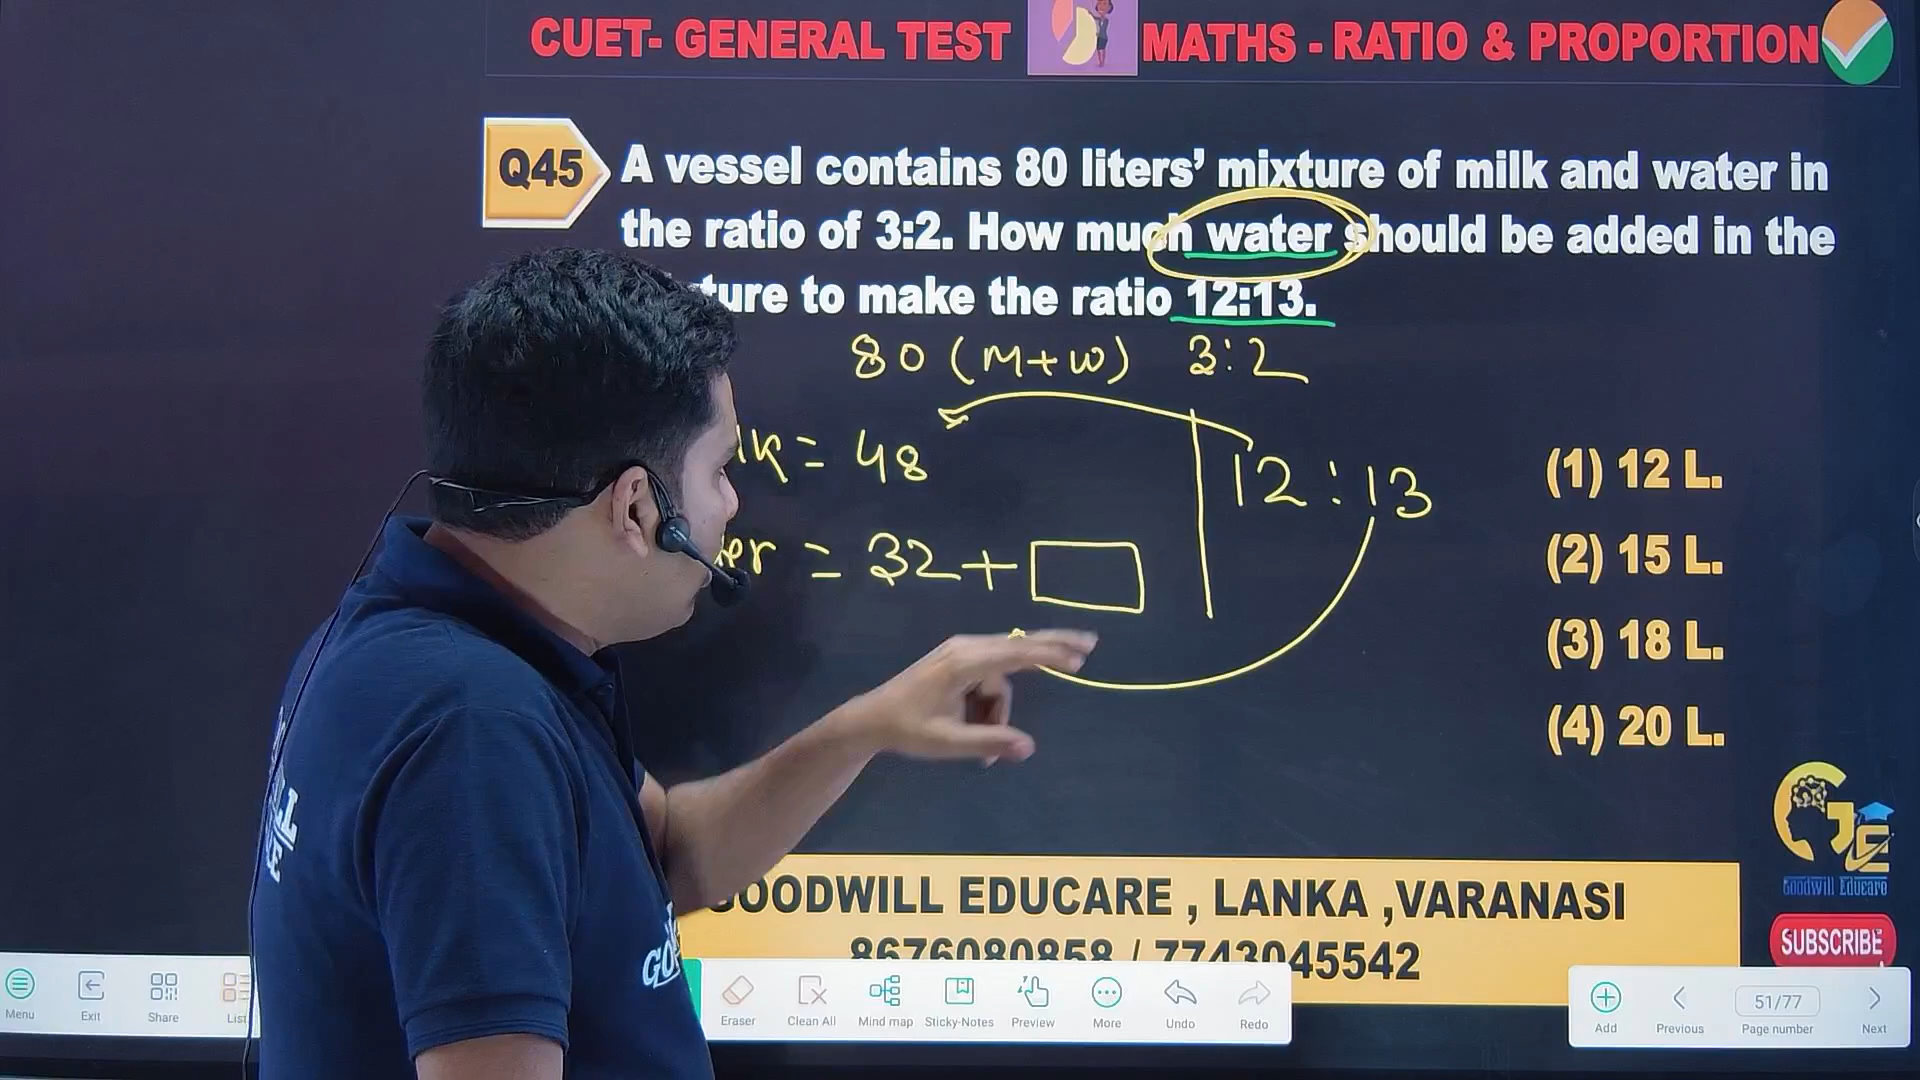 CUET- GENERAL TEST MATHS - RATIO & PROPORTION
Q45 A vessel contains 80 liters’ mixture of milk and water in
the ratio of 3:2. How much water should be added in the
ture to make the ratio 12:13.
80 (M+W) 3:2
lk = 48
12:13
er = 32 +
(1) 12 L.
(2) 15 L.
(3) 18 L.
(4) 20 L.
Goodwill Educare
GOODWILL EDUCARE , LANKA ,VARANASI
8676080858 / 7743045542
SUBSCRIBE
Menu Exit Share List Eraser Clean All Mind map Sticky-Notes Preview More Undo Redo
Add Previous 51/77 Page number Next